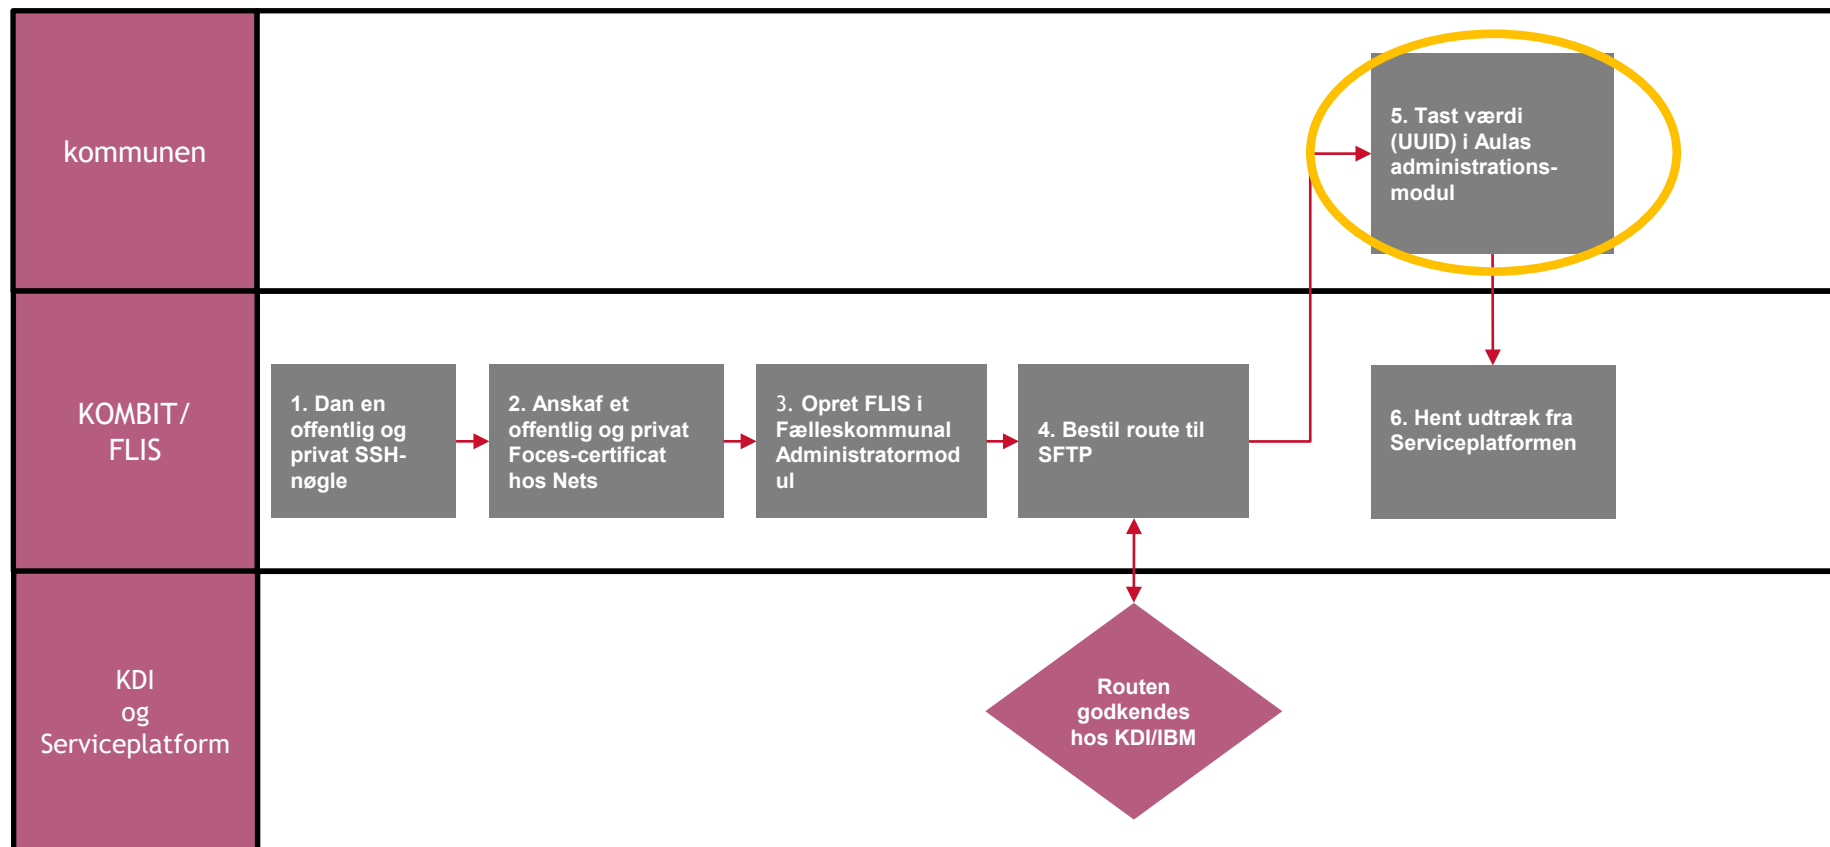 kommunen
5. Tast værdi
(UUID) i Aulas
administrations-
modul
KOMBIT/
FLIS
1. Dan en
offentlig og
privat SSH-
nøgle
2. Anskaf et
offentlig og privat
Foces-certificat
hos Nets
3. Opret FLIS i
Fælleskommunal
Administratormod
ul
4. Bestil route til
SFTP
6. Hent udtræk fra
Serviceplatformen
KDI
og
Serviceplatform
Routen
godkendes
hos KDI/IBM